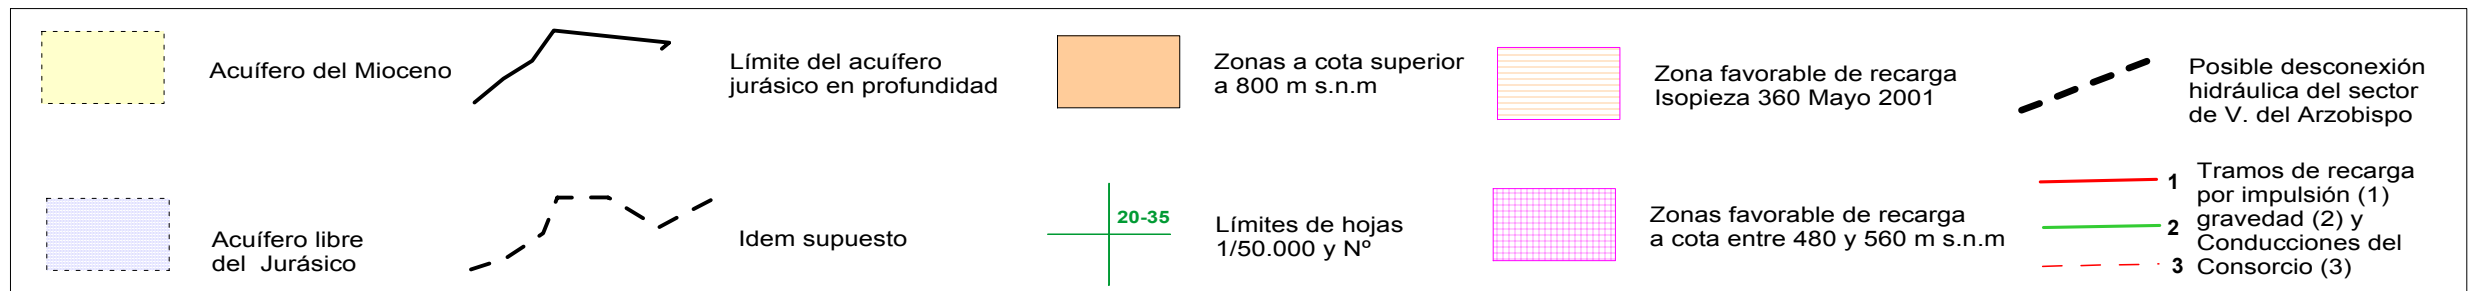 Acuífero del Mioceno
Límite del acuífero
jurásico en profundidad
Zonas a cota superior
a 800 m s.n.m
Zona favorable de recarga
Isopieza 360 Mayo 2001
Posible desconexión
hidráulica del sector
de V. del Arzobispo
Acuífero libre
del Jurásico
Idem supuesto
20-35
Límites de hojas
1/50.000 y Nº
Zonas favorable de recarga
a cota entre 480 y 560 m s.n.m
1
2
3
Tramos de recarga
por impulsión (1)
gravedad (2) y
Conducciones del
Consorcio (3)